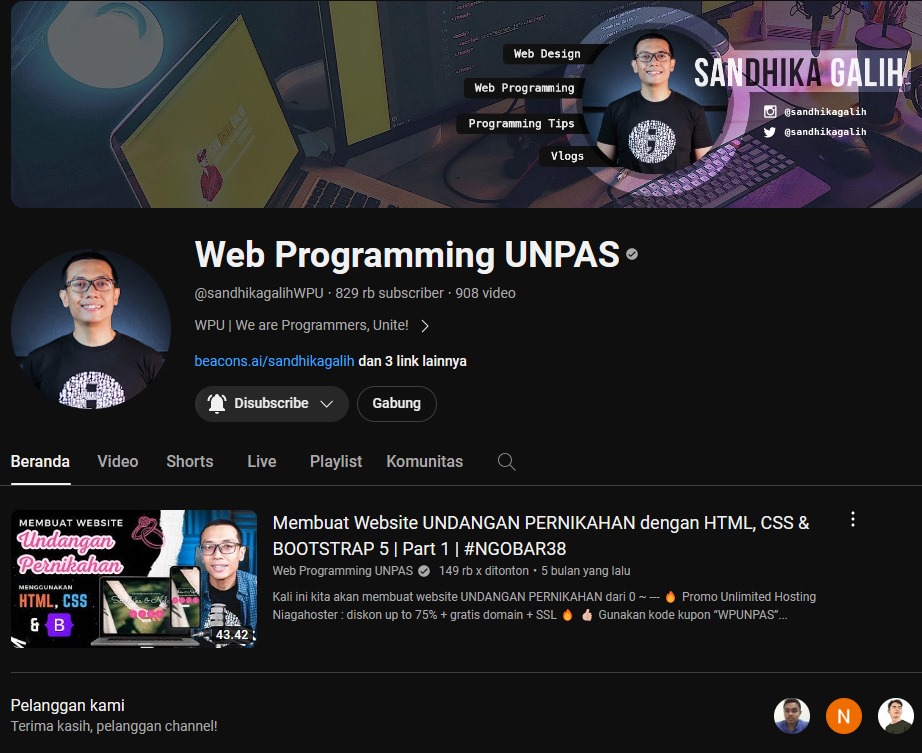 Web Design
Web Programming
Programming Tips
Vlogs
SANDHIKA GALIH
@sandhikagalih
@sandhikagalih
Web Programming UNPAS
@sandhikagalihWPU · 829 rb subscriber · 908 video
WPU | We are Programmers, Unite!
beacons.ai/sandhikagalih dan 3 link lainnya
Disubscribe
Gabung
Beranda Video Shorts Live Playlist Komunitas
MEMBUAT WEBSITE
Undangan
Pernikahan
MENGGUNAKAN
HTML, CSS
& B
43.42
Membuat Website UNDANGAN PERNIKAHAN dengan HTML, CSS &
BOOTSTRAP 5 | Part 1 | #NGOBAR38
Web Programming UNPAS 149 rb x ditonton • 5 bulan yang lalu
Kali ini kita akan membuat website UNDANGAN PERNIKAHAN dari 0 ~ --- 🔥 Promo Unlimited Hosting
Niagahoster : diskon up to 75% + gratis domain + SSL 🔥 👍🏻 Gunakan kode kupon “WPUNPAS”...
Pelanggan kami
Terima kasih, pelanggan channel!
N